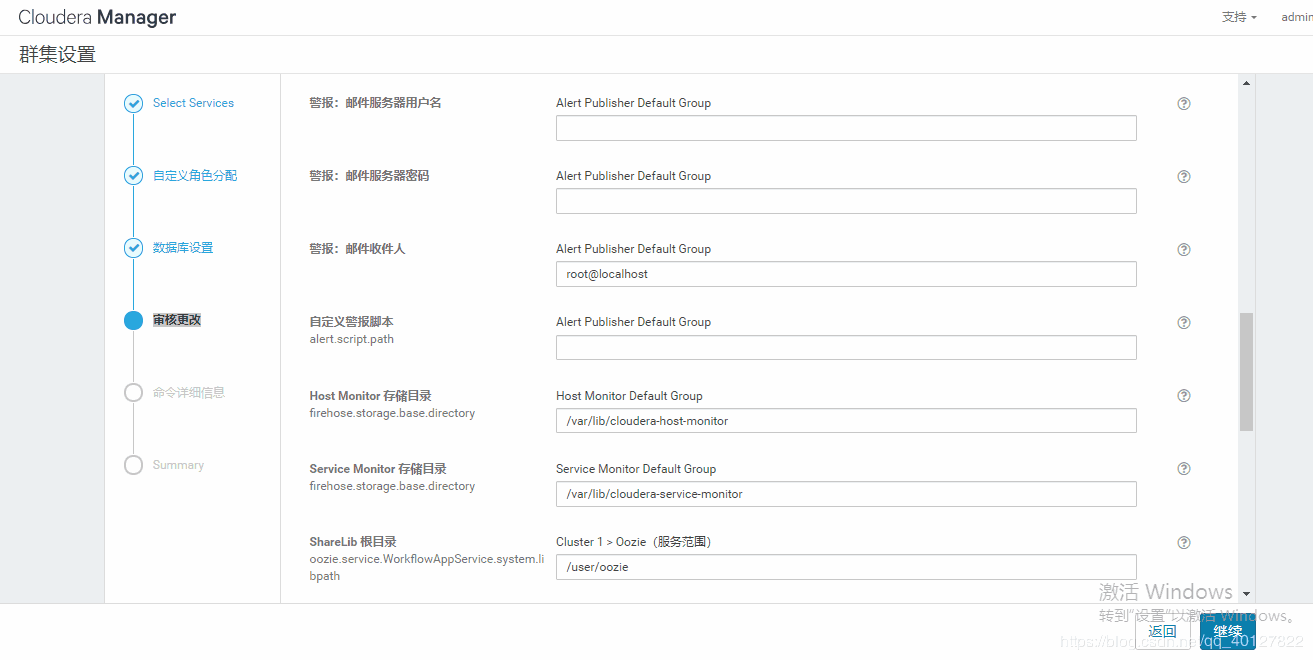 Cloudera Manager
支持
admin
群集设置
Select Services
自定义角色分配
数据库设置
审核更改
命令详细信息
Summary
警报：邮件服务器用户名
Alert Publisher Default Group
警报：邮件服务器密码
Alert Publisher Default Group
警报：邮件收件人
Alert Publisher Default Group
root@localhost
自定义警报脚本
alert.script.path
Alert Publisher Default Group
Host Monitor 存储目录
firehose.storage.base.directory
Host Monitor Default Group
/var/lib/cloudera-host-monitor
Service Monitor 存储目录
firehose.storage.base.directory
Service Monitor Default Group
/var/lib/cloudera-service-monitor
ShareLib 根目录
oozie.service.WorkflowAppService.system.li
bpath
Cluster 1 > Oozie（服务范围）
/user/oozie
激活 Windows
转到"设置"以激活 Windows。
返回
继续
https://blog.csdn.net/qq_40127822